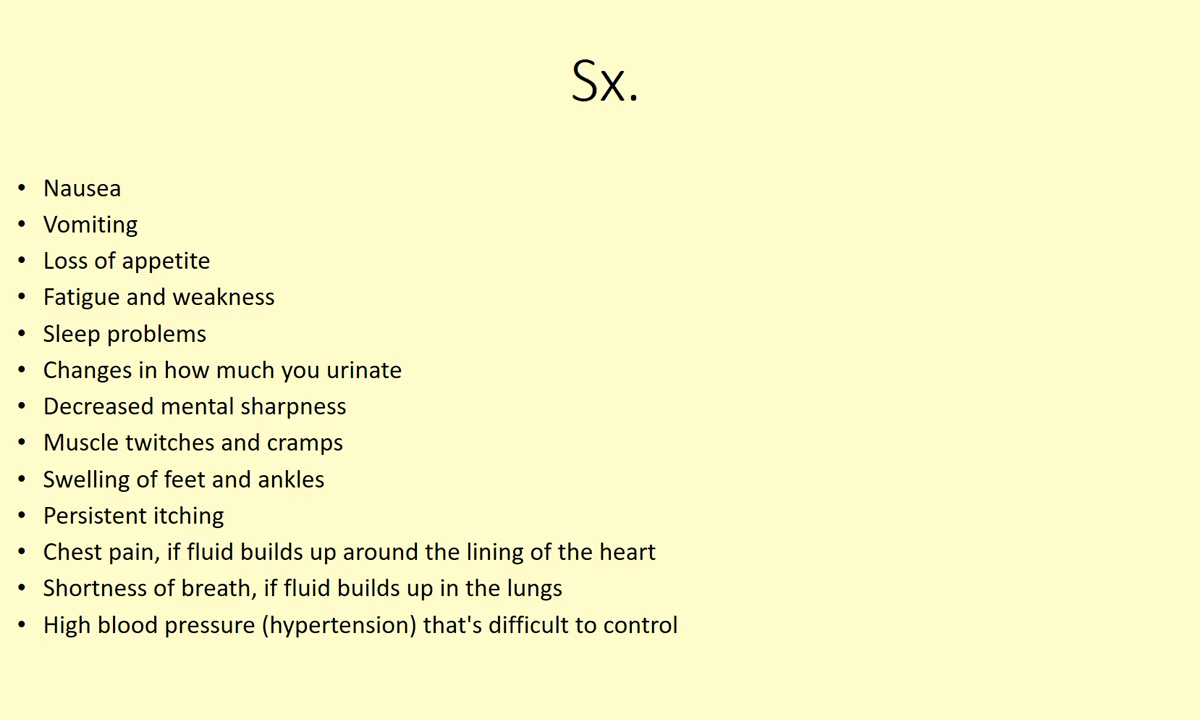 Sx.
• Nausea
• Vomiting
• Loss of appetite
• Fatigue and weakness
• Sleep problems
• Changes in how much you urinate
• Decreased mental sharpness
• Muscle twitches and cramps
• Swelling of feet and ankles
• Persistent itching
• Chest pain, if fluid builds up around the lining of the heart
• Shortness of breath, if fluid builds up in the lungs
• High blood pressure (hypertension) that's difficult to control